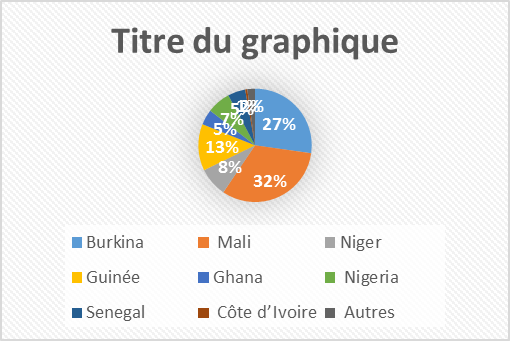 Titre du graphique
27%
32%
8%
13%
5%
7%
5%
Burkina Mali Niger
Guinée Ghana Nigeria
Senegal Côte d’Ivoire Autres